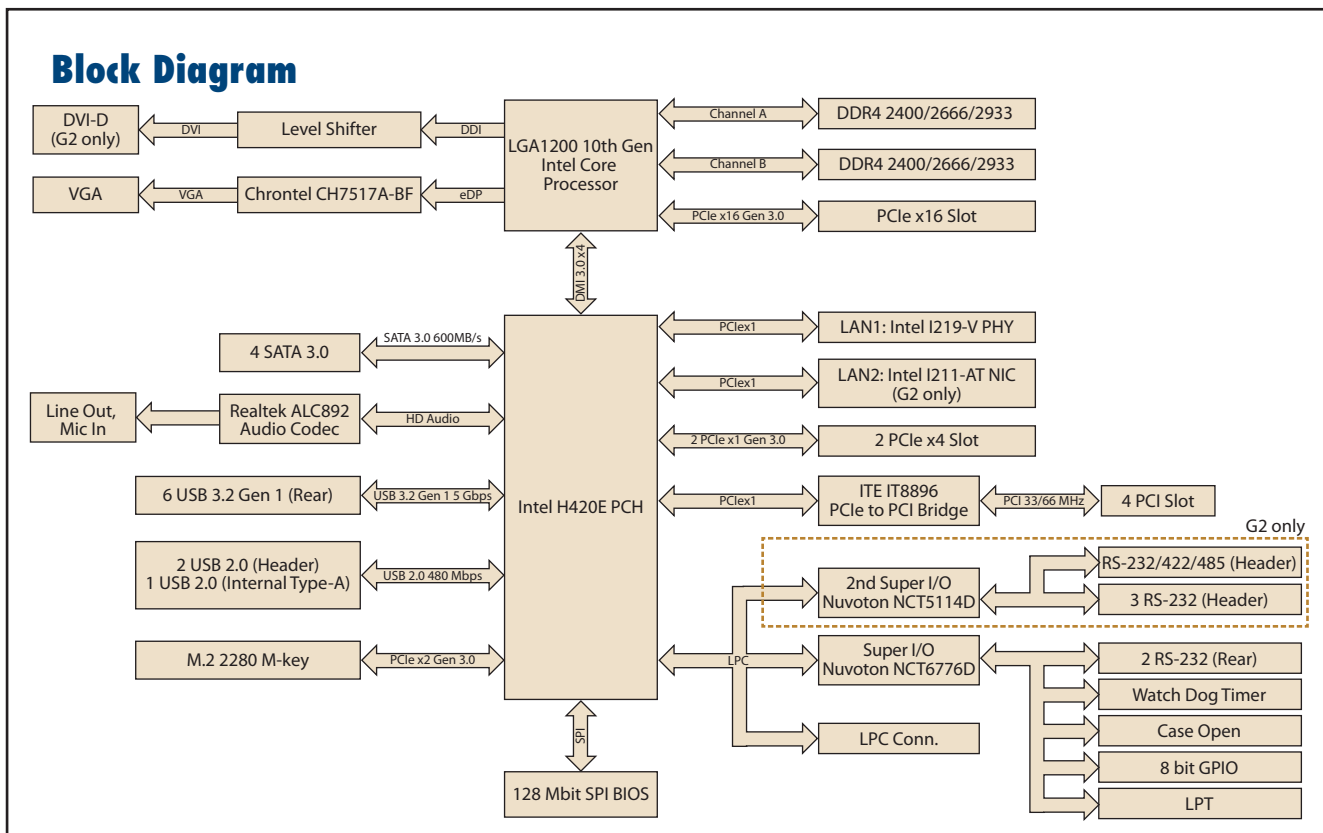 Block Diagram
DVI-D
(G2 only)
DVI
Level Shifter
DDI
LGA1200 10th Gen
Intel Core
Processor
Channel A
DDR4 2400/2666/2933
Channel B
DDR4 2400/2666/2933
VGA
VGA
Chrontel CH7517A-BF
eDP
PCIe x16 Gen 3.0
PCIe x16 Slot
DMI 3.0 x4
4 SATA 3.0
SATA 3.0 600MB/s
Line Out,
Mic In
Realtek ALC892
Audio Codec
HD Audio
6 USB 3.2 Gen 1 (Rear)
USB 3.2 Gen 1 5 Gbps
2 USB 2.0 (Header)
1 USB 2.0 (Internal Type-A)
USB 2.0 480 Mbps
M.2 2280 M-key
PCIe x2 Gen 3.0
Intel H420E PCH
PCIex1
LAN1: Intel I219-V PHY
PCIex1
LAN2: Intel I211-AT NIC
(G2 only)
2 PCIe x1 Gen 3.0
2 PCIe x4 Slot
PCIex1
ITE IT8896
PCIe to PCI Bridge
PCI 33/66 MHz
4 PCI Slot
G2 only
2nd Super I/O
Nuvoton NCT5114D
RS-232/422/485 (Header)
3 RS-232 (Header)
LPC
Super I/O
Nuvoton NCT6776D
2 RS-232 (Rear)
Watch Dog Timer
Case Open
8 bit GPIO
LPT
LPC Conn.
SPI
128 Mbit SPI BIOS